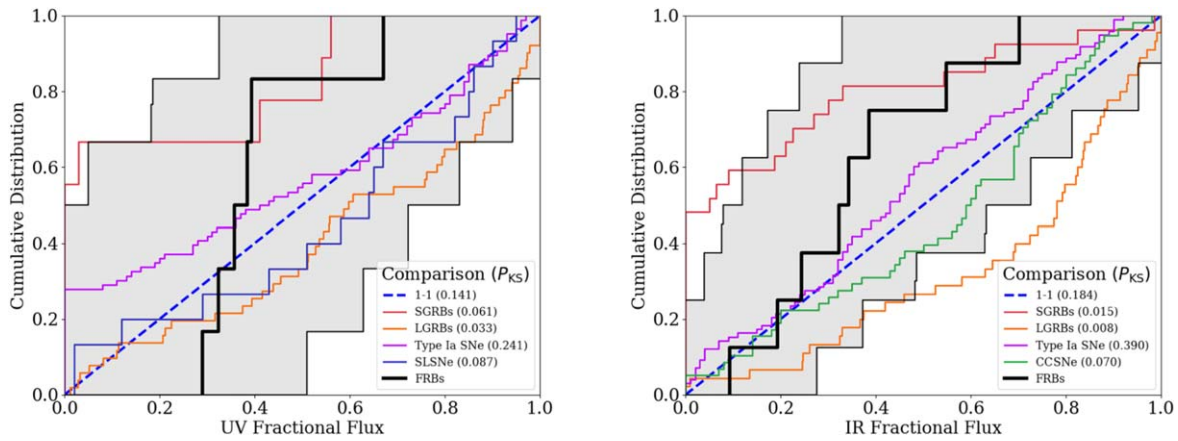 1.0
0.8
0.6
0.4
0.2
0.0
Cumulative Distribution
0.0 0.2 0.4 0.6 0.8 1.0
UV Fractional Flux
Comparison (P_KS)
1-1 (0.141)
SGRBs (0.061)
LGRBs (0.033)
Type Ia SNe (0.241)
SLSNe (0.087)
FRBs
1.0
0.8
0.6
0.4
0.2
0.0
Cumulative Distribution
0.0 0.2 0.4 0.6 0.8 1.0
IR Fractional Flux
Comparison (P_KS)
1-1 (0.184)
SGRBs (0.015)
LGRBs (0.008)
Type Ia SNe (0.390)
CCSNe (0.070)
FRBs